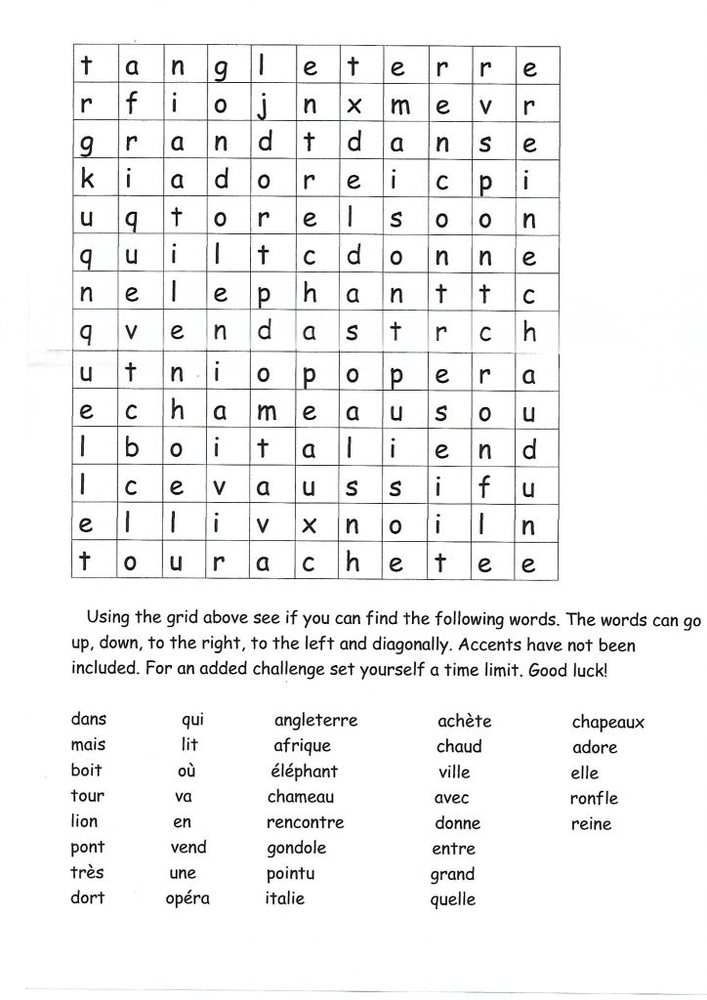 t a n g l e t e r r e
r f i o j n x m e v r
g r a n d t d a n s e
k i a d o r e i c p i
u q t o r e l s o o n
q u i l t c d o n n e
n e l e p h a n t t c
q v e n d a s t r c h
u t n i o p o p e r a
e c h a m e a u s o u
l b o i t a l i e n d
l c e v a u s s i f u
e l l i v x n o i l n
t o u r a c h e t e e
Using the grid above see if you can find the following words. The words can go
up, down, to the right, to the left and diagonally. Accents have not been
included. For an added challenge set yourself a time limit. Good luck!
dans qui angleterre achète chapeaux
mais lit afrique chaud adore
boit où éléphant ville elle
tour va chameau avec ronfle
lion en rencontre donne reine
pont vend gondole entre
très une pointu grand
dort opéra italie quelle